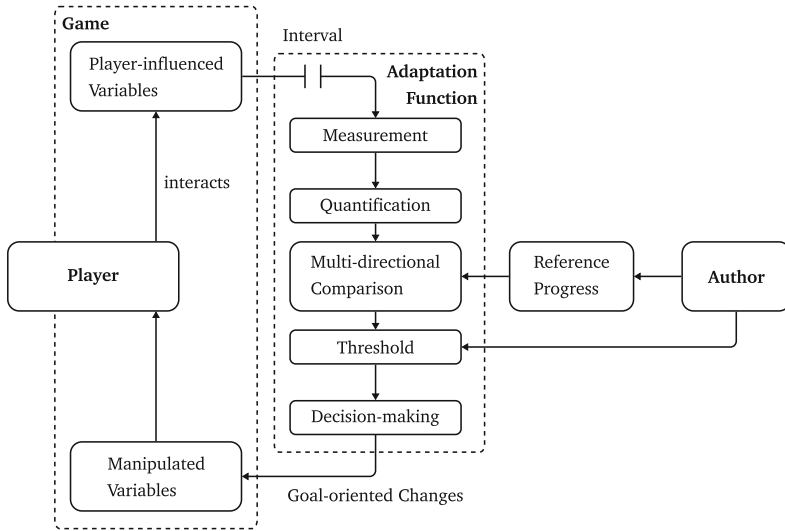 Game
Player-influenced
Variables
interacts
Player
Manipulated
Variables
Interval
Adaptation
Function
Measurement
Quantification
Multi-directional
Comparison
Threshold
Decision-making
Goal-oriented Changes
Reference
Progress
Author